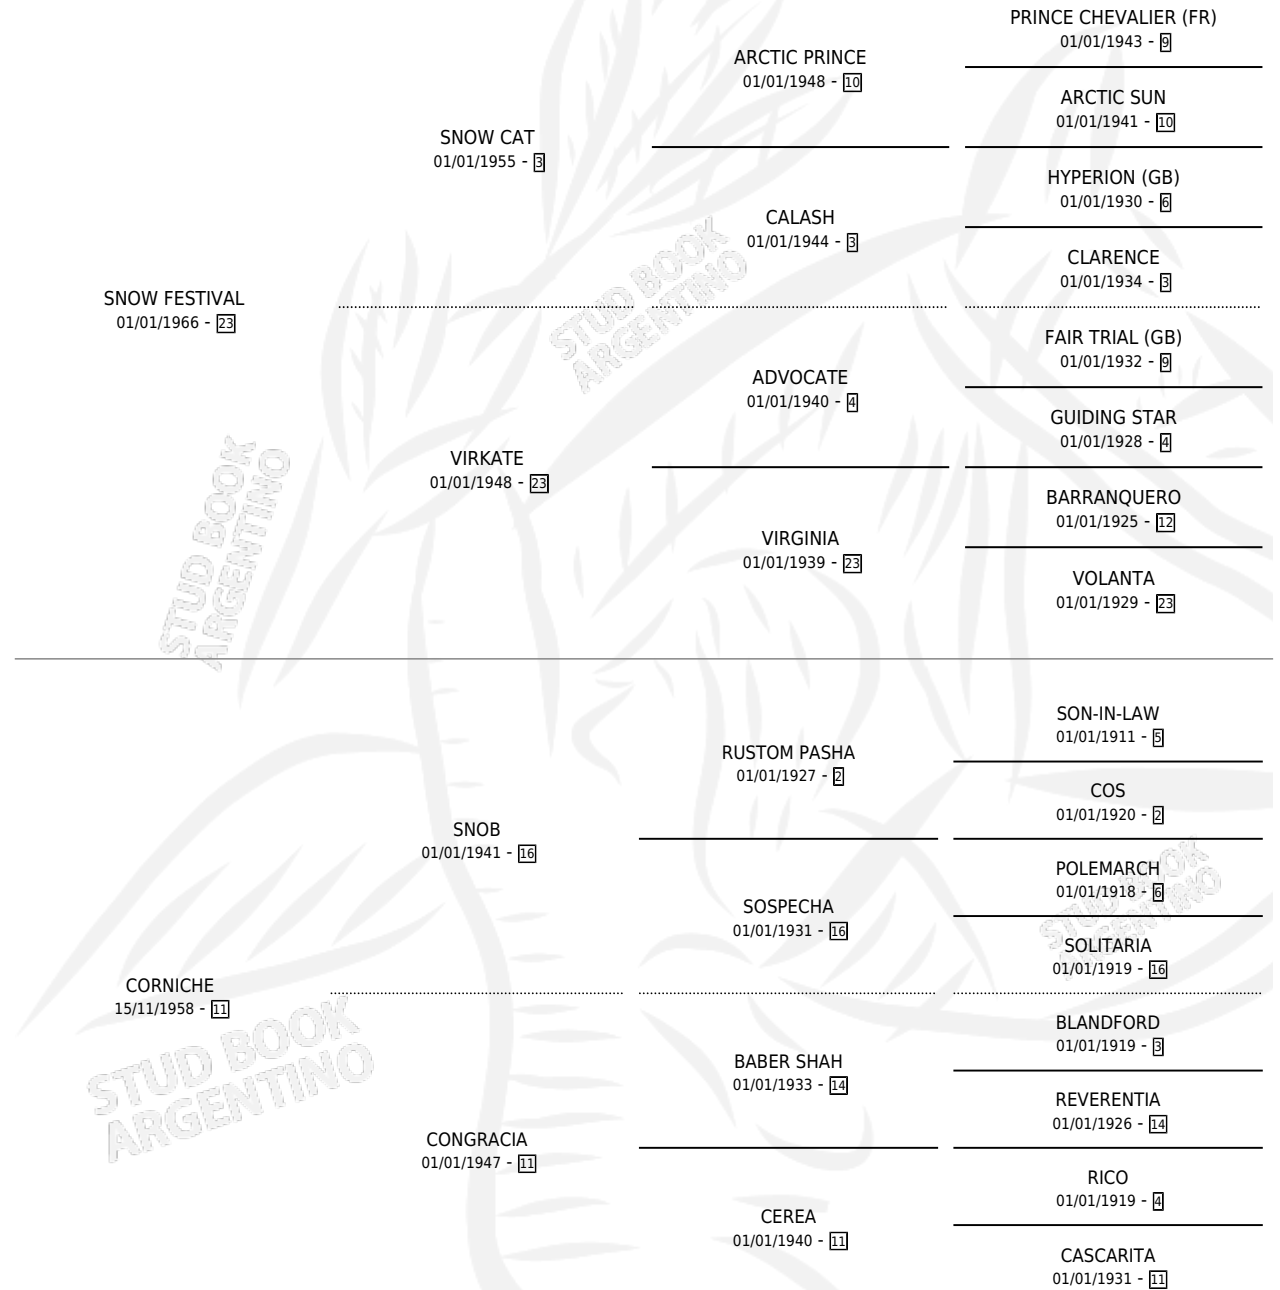 PRINCE CHEVALIER (FR)
01/01/1943 - 9
ARCTIC PRINCE
01/01/1948 - 10
ARCTIC SUN
01/01/1941 - 10
SNOW CAT
01/01/1955 - 3
HYPERION (GB)
01/01/1930 - 6
CALASH
01/01/1944 - 3
CLARENCE
01/01/1934 - 3
SNOW FESTIVAL
01/01/1966 - 23
STUD BOOK
ARGENTINO
FAIR TRIAL (GB)
01/01/1932 - 9
ADVOCATE
01/01/1940 - 4
GUIDING STAR
01/01/1928 - 4
VIRKATE
01/01/1948 - 23
BARRANQUERO
01/01/1925 - 12
VIRGINIA
01/01/1939 - 23
VOLANTA
01/01/1929 - 23
STUD BOOK
ARGENTINO
SON-IN-LAW
01/01/1911 - 5
RUSTOM PASHA
01/01/1927 - 2
COS
01/01/1920 - 2
SNOB
01/01/1941 - 16
POLEMARCH
01/01/1918 - 6
SOSPECHA
01/01/1931 - 16
STUD BOOK
ARGENTINO
SOLITARIA
01/01/1919 - 16
CORNICHE
15/11/1958 - 11
STUD BOOK
ARGENTINO
BLANDFORD
01/01/1919 - 3
BABER SHAH
01/01/1933 - 14
REVERENTIA
01/01/1926 - 14
CONGRACIA
01/01/1947 - 11
RICO
01/01/1919 - 4
CEREA
01/01/1940 - 11
CASCARITA
01/01/1931 - 11